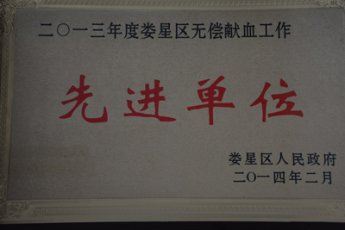 二〇一三年度娄星区无偿献血工作
先进单位
娄星区人民政府
二〇一四年二月